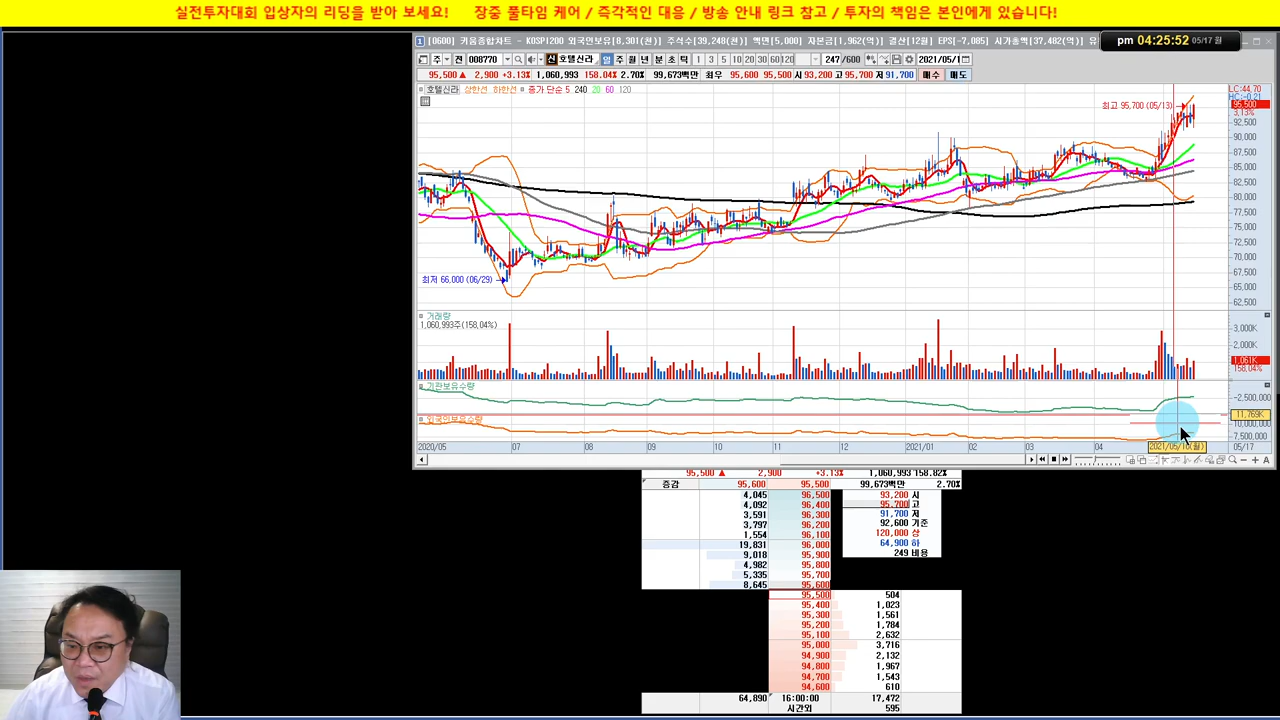 실전투자대회 입상자의 리딩을 받아 보세요! 장중 풀타임 케어 / 즉각적인 대응 / 방송 안내 링크 참고 / 투자의 책임은 본인에게 있습니다!
[0600] 키움종합차트 - KOSPI200 외국인보유[8,301(천)] 주식수[39,248(천)] 액면[5,000] 자본금[1,962(억)] 결산[12월] EPS[-7,085] 시가총액[37,482(억)] 유
pm 04:25:52 05/17 월
주 전 008770 신 호텔신라 일 주 월 년 분 초 틱 1 3 5 10 20 30 60 120 247 /600 2021/05/1
95,500 ▲ 2,900 +3.13% 1,060,993 158.04% 2.70% 99,673백만 최우 95,600 95,500 시 93,200 고 95,700 저 91,700 매수 매도
호텔신라 상한선 하한선 종가 단순 5 240 20 60 120
LC:44.70
HC:-0.21
95,500
3.13%
최고 95,700 (05/13)
92,500
90,000
87,500
85,000
82,500
80,000
77,500
75,000
72,500
70,000
67,500
65,000
62,500
최저 66,000 (06/29)
거래량
1,060,993주(158.04%)
3,000K
2,000K
1,061K
158.04%
기관보유수량
-2,500,000
11,769K
외국인보유수량
10,000,000
7,500,000
2020/05 07 08 09 10 11 12 2021/01 02 03 04 2021/05/10(월) 05/17
95,500 ▲ 2,900 +3.13% 1,060,993 158.82%
증감 95,600 95,500 99,673백만 2.70%
4,045 96,500 93,200 시
4,092 96,400 95,700 고
3,591 96,300 91,700 저
3,797 96,200 92,600 기준
1,554 96,100 120,000 상
19,831 96,000 64,900 하
9,018 95,900 249 비용
4,982 95,800
5,335 95,700
8,645 95,600
95,500 504
95,400 1,023
95,300 1,561
95,200 1,784
95,100 2,632
95,000 3,716
94,900 2,132
94,800 1,967
94,700 1,543
94,600 610
64,890 16:00:00 17,472
시간외 595